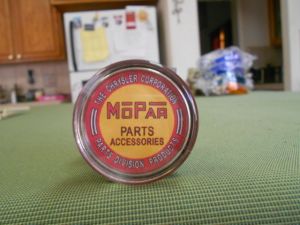 THE CHRYSLER CORPORATION
MOPAR
PARTS
ACCESSORIES
PARTS DIVISION PRODUCTS